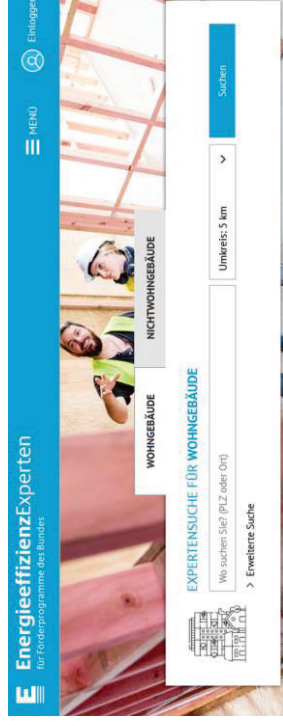 EnergieeffizienzExperten
für Förderprogramme des Bundes
MENÜ
Einloggen
WOHNGEBÄUDE
NICHTWOHNGEBÄUDE
EXPERTENSUCHE FÜR WOHNGEBÄUDE
Wo suchen Sie? (PLZ oder Ort)
Umkreis: 5 km
Suchen
> Erweiterte Suche